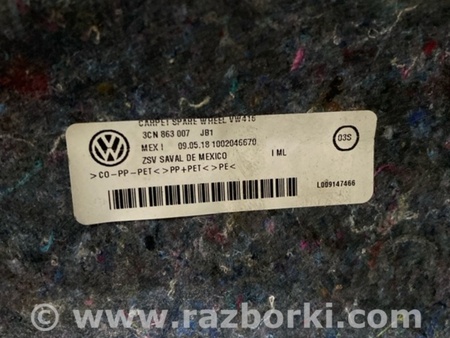 CARPET SPARE WHEEL VW416
3CN 863 007 JB1
MEX I 09.05.18 1002046670
ZSV SAVAL DE MEXICO I ML
>CO-PP-PET<>PP+PET<>PE<
03S
L009147466
© www.razborki.com